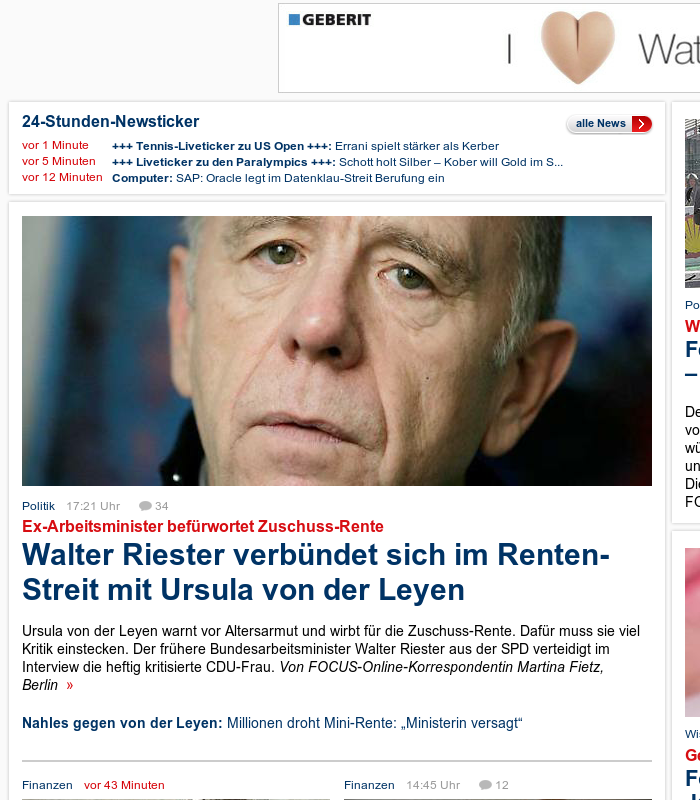 GEBERIT
I
Wat
24-Stunden-Newsticker
alle News
vor 1 Minute +++ Tennis-Liveticker zu US Open +++: Errani spielt stärker als Kerber
vor 5 Minuten +++ Liveticker zu den Paralympics +++: Schott holt Silber – Kober will Gold im S...
vor 12 Minuten Computer: SAP: Oracle legt im Datenklau-Streit Berufung ein
Politik 17:21 Uhr 34
Ex-Arbeitsminister befürwortet Zuschuss-Rente
Walter Riester verbündet sich im Renten-
Streit mit Ursula von der Leyen
Ursula von der Leyen warnt vor Altersarmut und wirbt für die Zuschuss-Rente. Dafür muss sie viel
Kritik einstecken. Der frühere Bundesarbeitsminister Walter Riester aus der SPD verteidigt im
Interview die heftig kritisierte CDU-Frau. Von FOCUS-Online-Korrespondentin Martina Fietz,
Berlin »
Nahles gegen von der Leyen: Millionen droht Mini-Rente: „Ministerin versagt“
Finanzen vor 43 Minuten
Finanzen 14:45 Uhr 12
Po
W
F
–
De
vo
wü
un
Di
FO
Wi
G
F